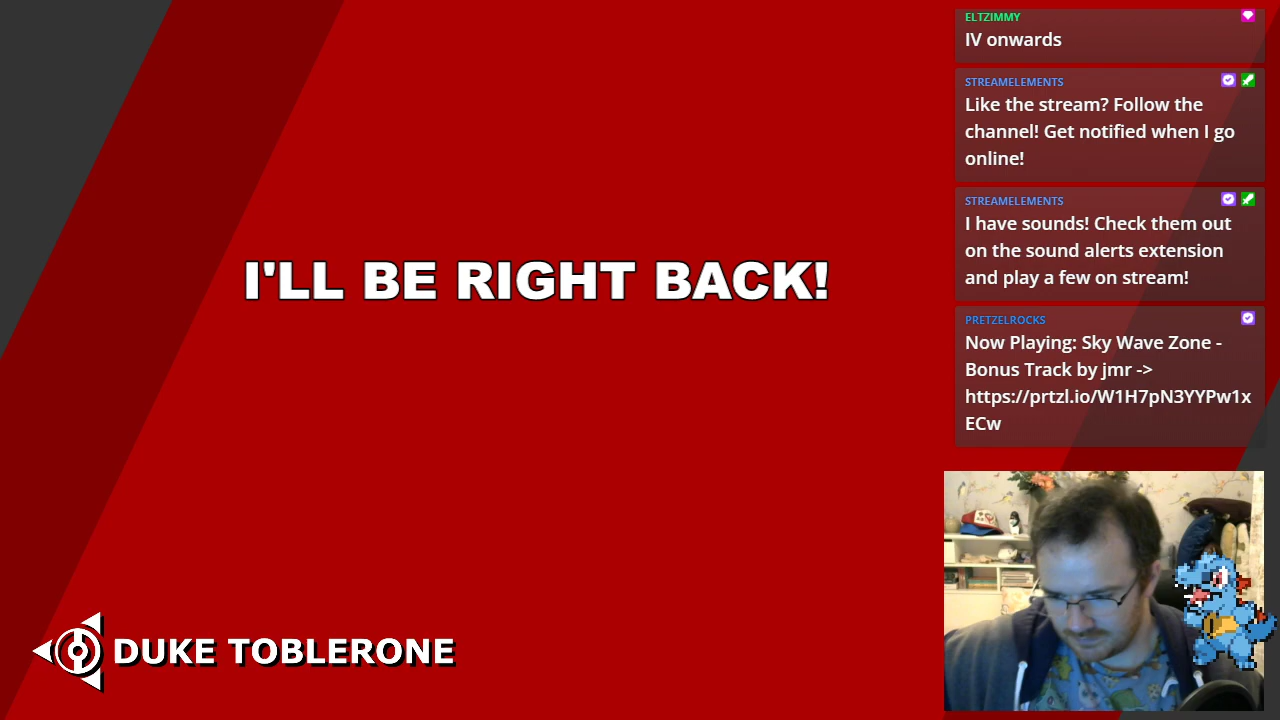 ELTZIMMY
IV onwards
STREAMELEMENTS
Like the stream? Follow the
channel! Get notified when I go
online!
STREAMELEMENTS
I have sounds! Check them out
on the sound alerts extension
and play a few on stream!
PRETZELROCKS
Now Playing: Sky Wave Zone -
Bonus Track by jmr ->
https://prtzl.io/W1H7pN3YYPw1x
ECw
I'LL BE RIGHT BACK!
DUKE TOBLERONE